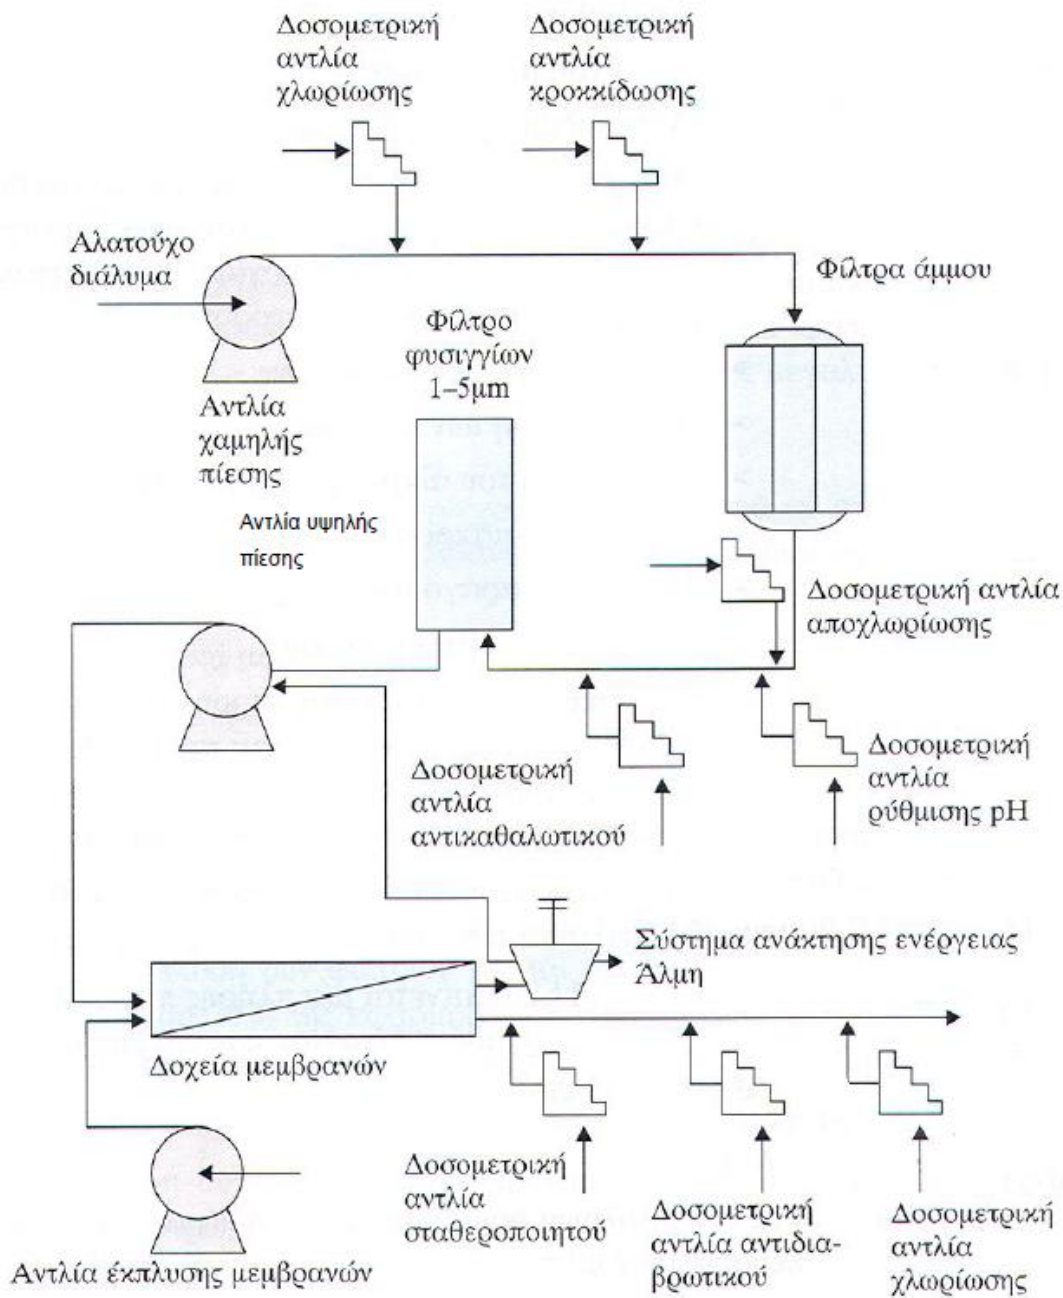 Δοσομετρική
αντλία
χλωρίωσης
Δοσομετρική
αντλία
κροκκίδωσης
Αλατούχο
διάλυμα
Φίλτρα άμμου
Φίλτρο
φυσιγγίων
1–5μm
Αντλία
χαμηλής
πίεσης
Αντλία υψηλής
πίεσης
Δοσομετρική αντλία
αποχλωρίωσης
Δοσομετρική
αντλία
αντικαθαλωτικού
Δοσομετρική
αντλία
ρύθμισης pH
Σύστημα ανάκτησης ενέργειας
Άλμη
Δοχεία μεμβρανών
Δοσομετρική
αντλία
σταθεροποιητού
Δοσομετρική
αντλία αντιδια-
βρωτικού
Δοσομετρική
αντλία
χλωρίωσης
Αντλία έκπλυσης μεμβρανών